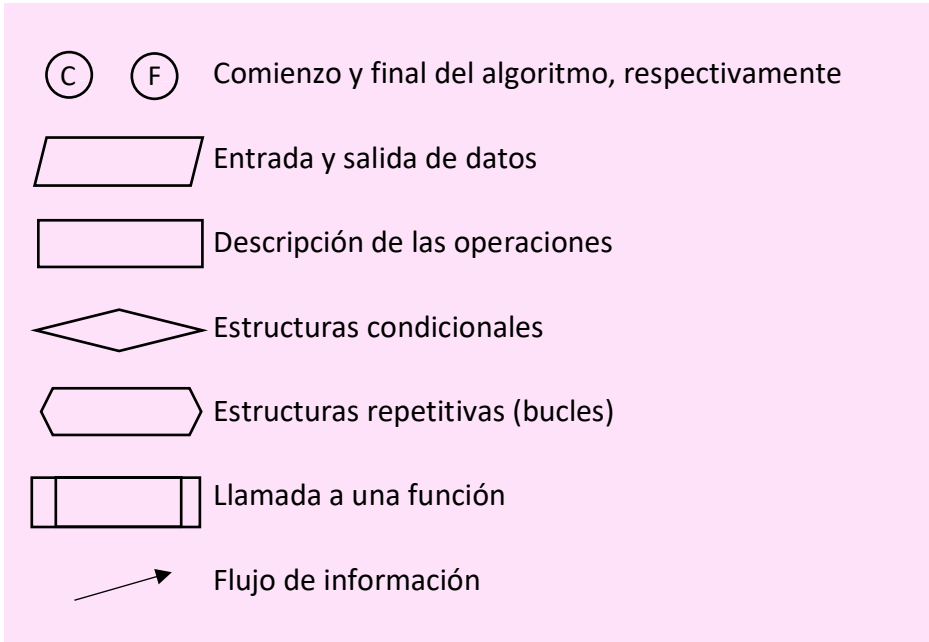 C F Comienzo y final del algoritmo, respectivamente
Entrada y salida de datos
Descripción de las operaciones
Estructuras condicionales
Estructuras repetitivas (bucles)
Llamada a una función
Flujo de información